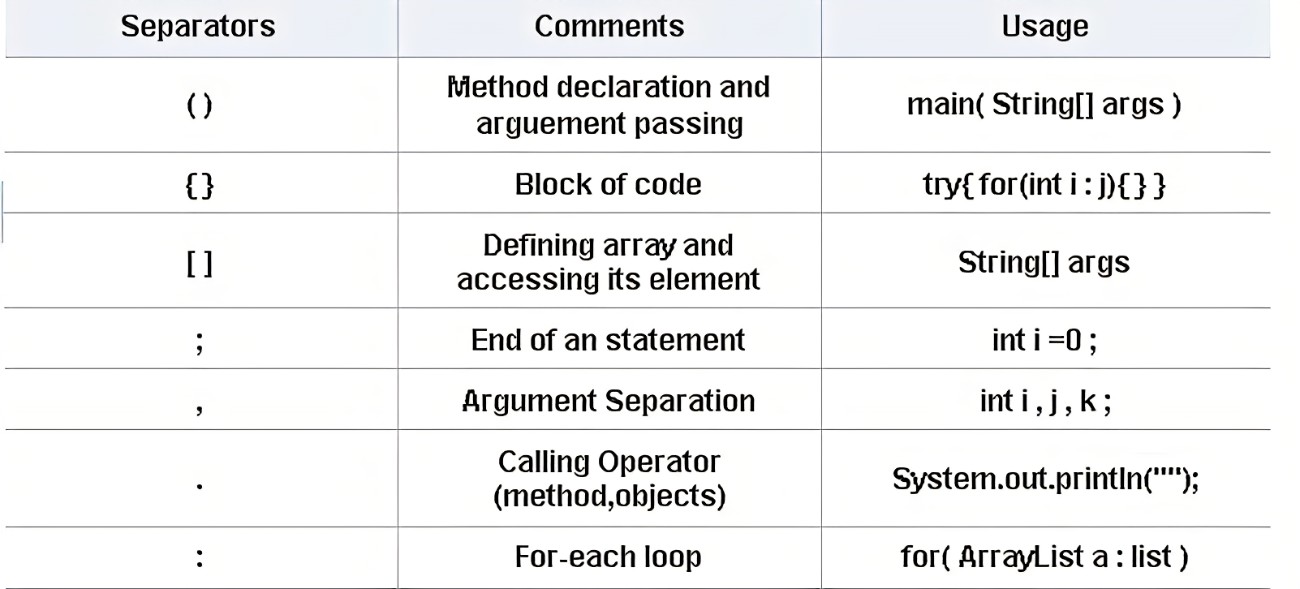 Separators Comments Usage
( ) Method declaration and
arguement passing main( String[] args )
{} Block of code try{ for(int i : j){ } }
[ ] Defining array and
accessing its element String[] args
; End of an statement int i =0 ;
, Argument Separation int i , j , k ;
. Calling Operator
(method,objects) System.out.println("");
: For-each loop for( ArrayList a : list )